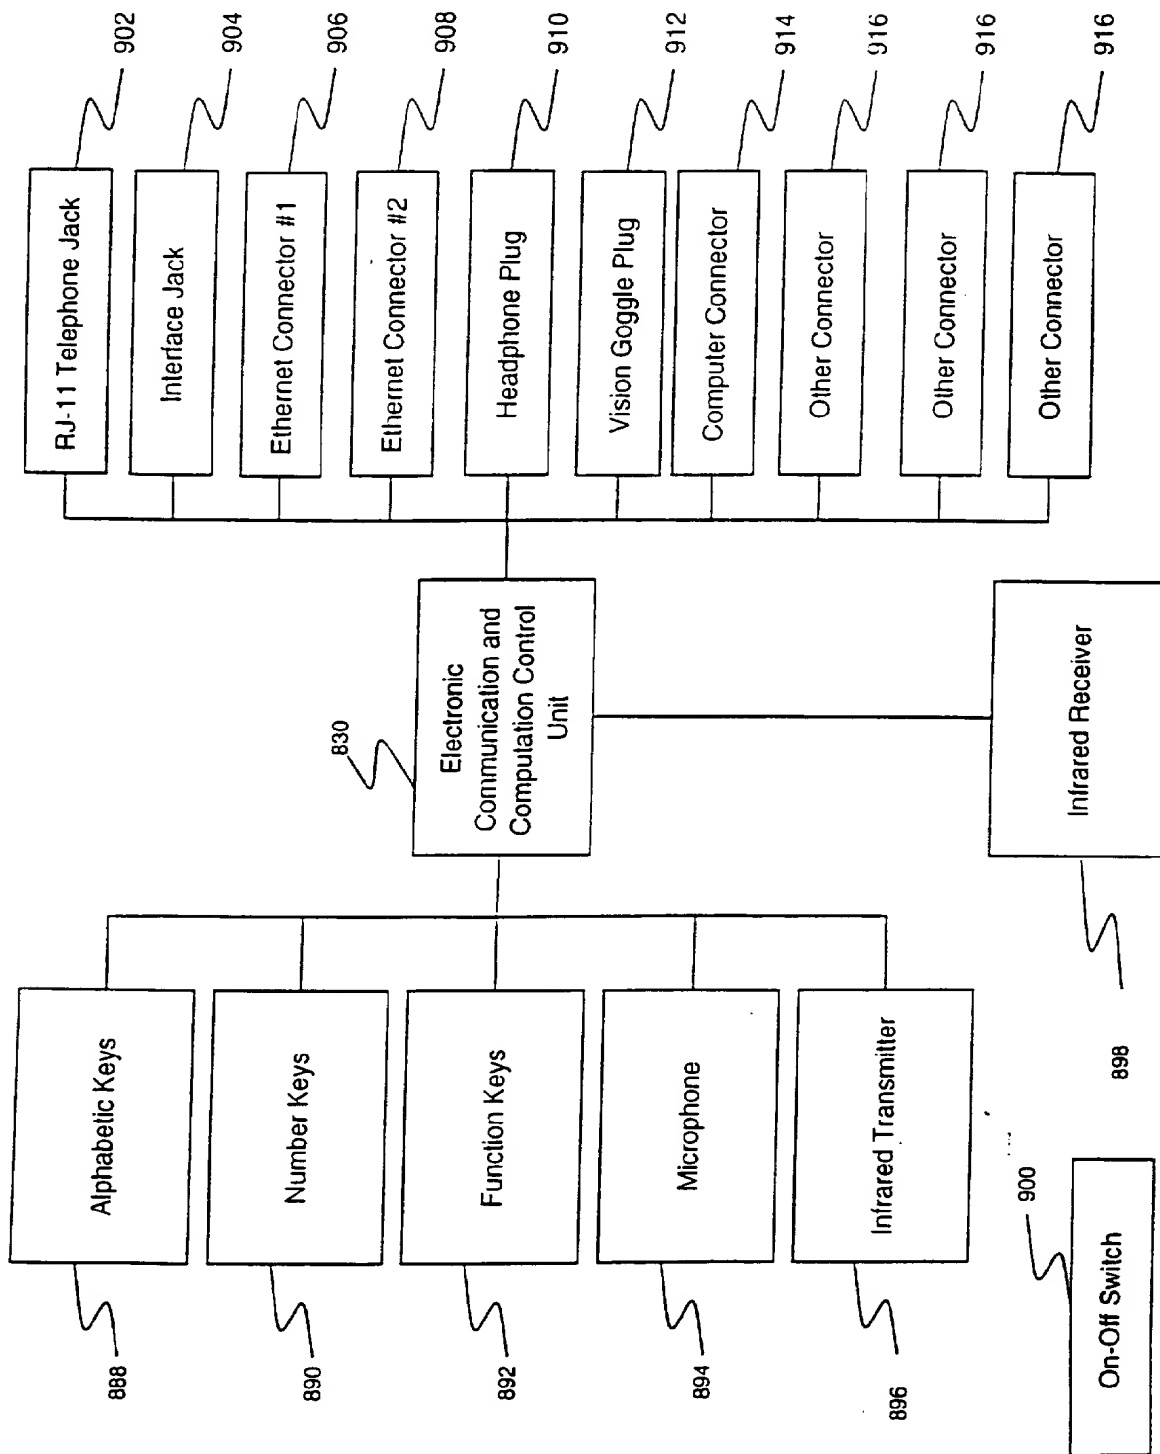 888
Alphabetic Keys
890
Number Keys
892
Function Keys
894
Microphone
896
Infrared Transmitter
900
On-Off Switch
830
Electronic
Communication and
Computation Control
Unit
898
Infrared Receiver
RJ-11 Telephone Jack
902
Interface Jack
904
Ethernet Connector #1
906
Ethernet Connector #2
908
Headphone Plug
910
Vision Goggle Plug
912
Computer Connector
914
Other Connector
916
Other Connector
916
Other Connector
916